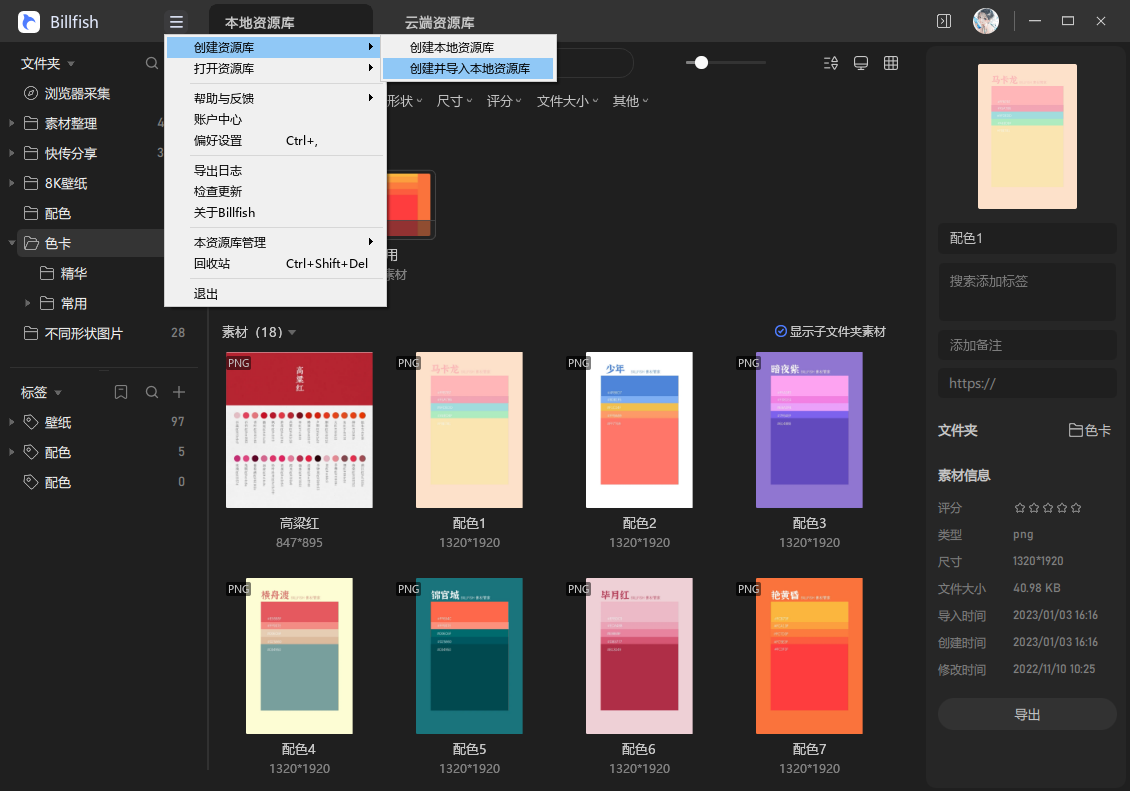 Billfish
本地资源库
云端资源库
文件夹
浏览器采集
素材整理 4
快传分享 3
8K壁纸
配色
色卡
精华
常用
不同形状图片 28
标签
壁纸 97
配色 5
配色 0
创建资源库
打开资源库
帮助与反馈
账户中心
偏好设置 Ctrl+,
导出日志
检查更新
关于Billfish
本资源库管理
回收站 Ctrl+Shift+Del
退出
创建本地资源库
创建并导入本地资源库
形状 尺寸 评分 文件大小 其他
用
素材
素材（18）
显示子文件夹素材
PNG
高粱红
高粱红
847*895
PNG
马卡龙
配色1
1320*1920
PNG
少年
配色2
1320*1920
PNG
暗夜紫
配色3
1320*1920
PNG
横舟渡
配色4
1320*1920
PNG
锦官城
配色5
1320*1920
PNG
毕月红
配色6
1320*1920
PNG
枪黄昏
配色7
1320*1920
马卡龙
配色1
搜索添加标签
添加备注
https://
文件夹 色卡
素材信息
评分
类型 png
尺寸 1320*1920
文件大小 40.98 KB
导入时间 2023/01/03 16:16
创建时间 2023/01/03 16:16
修改时间 2022/11/10 10:25
导出